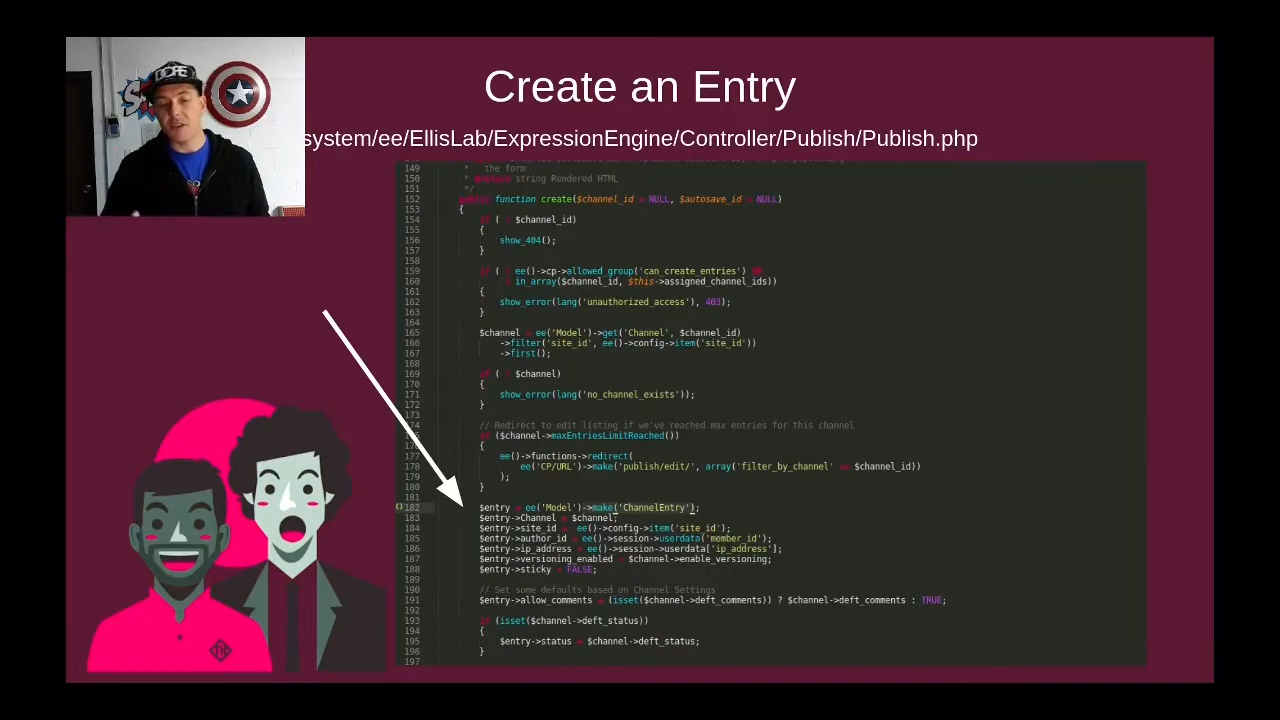 DOPE
Create an Entry
system/ee/EllisLab/ExpressionEngine/Controller/Publish/Publish.php
149 * the form
150 * @return string Rendered HTML
151 */
152 public function create($channel_id = NULL, $autosave_id = NULL)
153 {
154 if ( ! $channel_id)
155 {
156 show_404();
157 }
158
159 if ( ! ee()->cp->allowed_group('can_create_entries') OR
160 ! in_array($channel_id, $this->assigned_channel_ids))
161 {
162 show_error(lang('unauthorized_access'), 403);
163 }
164
165 $channel = ee('Model')->get('Channel', $channel_id)
166 ->filter('site_id', ee()->config->item('site_id'))
167 ->first();
168
169 if ( ! $channel)
170 {
171 show_error(lang('no_channel_exists'));
172 }
173
174 // Redirect to edit listing if we've reached max entries for this channel
175 if ($channel->maxEntriesLimitReached())
176 {
177 ee()->functions->redirect(
178 ee('CP/URL')->make('publish/edit/', array('filter_by_channel' => $channel_id))
179 );
180 }
181
182 $entry = ee('Model')->make('ChannelEntry');
183 $entry->Channel = $channel;
184 $entry->site_id = ee()->config->item('site_id');
185 $entry->author_id = ee()->session->userdata('member_id');
186 $entry->ip_address = ee()->session->userdata['ip_address'];
187 $entry->versioning_enabled = $channel->enable_versioning;
188 $entry->sticky = FALSE;
189
190 // Set some defaults based on Channel Settings
191 $entry->allow_comments = (isset($channel->deft_comments)) ? $channel->deft_comments : TRUE;
192
193 if (isset($channel->deft_status))
194 {
195 $entry->status = $channel->deft_status;
196 }
197